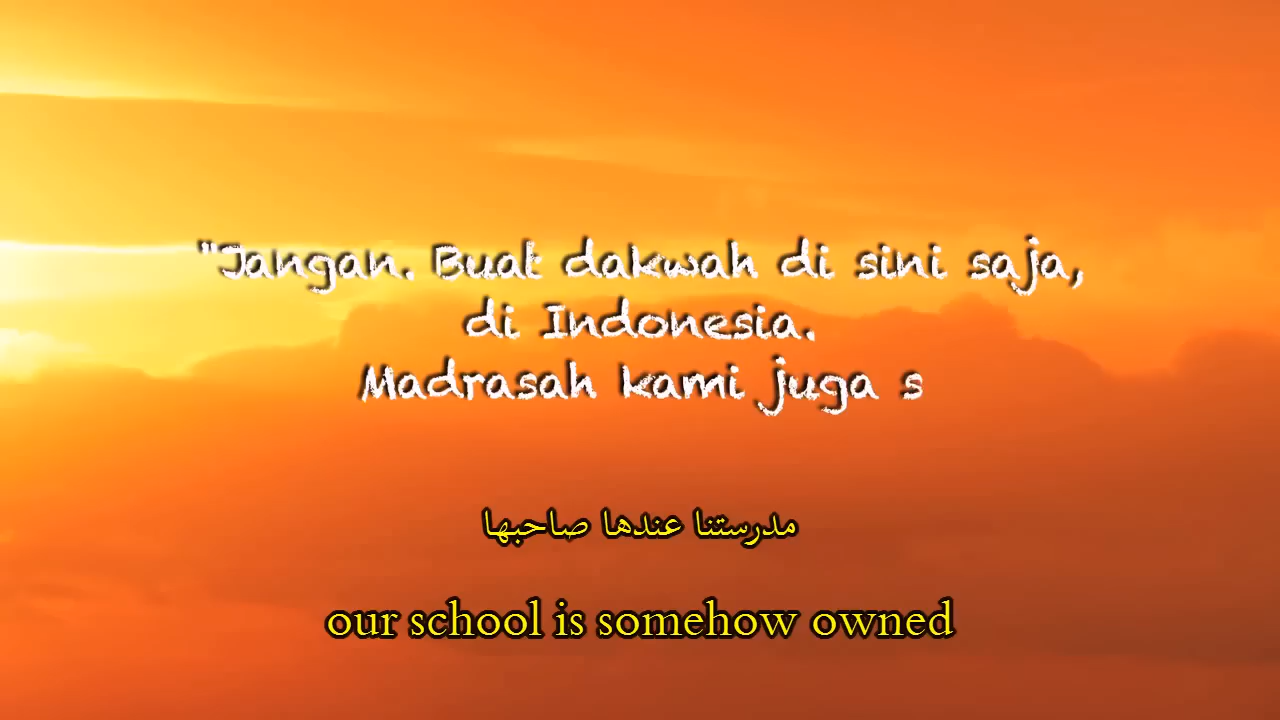 "Jangan. Buat dakwah di sini saja,
di Indonesia.
Madrasah kami juga s
مدرستنا عندها صاحبها
our school is somehow owned